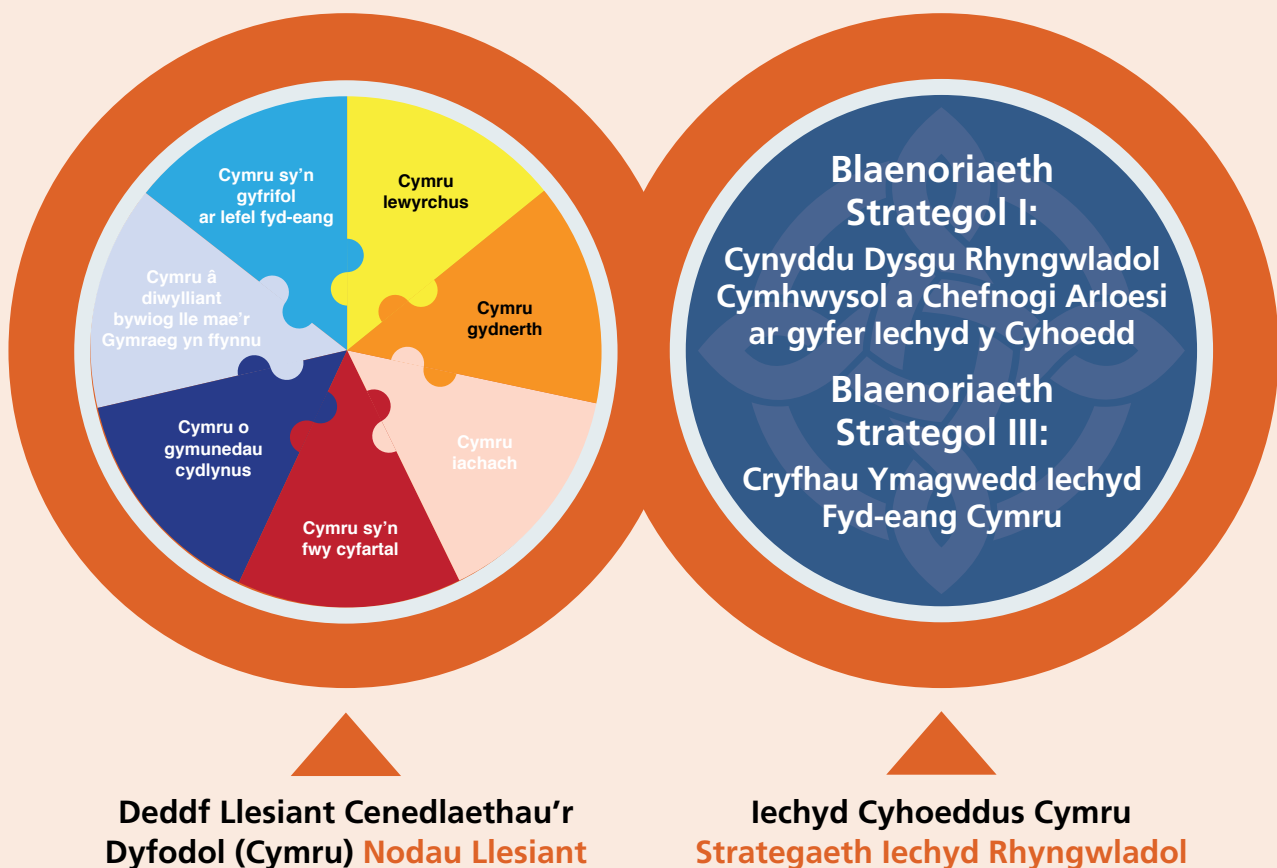 Cymru sy'n
gyfrifol
ar lefel fyd-eang
Cymru
lewyrchus
Cymru
gydnerth
Cymru
iachach
Cymru sy'n
fwy cyfartal
Cymru o
gymunedau
cydlynus
Cymru â
diwylliant
bywiog lle mae'r
Gymraeg yn ffynnu
Blaenoriaeth
Strategol I:
Cynyddu Dysgu Rhyngwladol
Cymhwysol a Chefnogi Arloesi
ar gyfer Iechyd y Cyhoedd
Blaenoriaeth
Strategol III:
Cryfhau Ymagwedd Iechyd
Fyd-eang Cymru
Deddf Llesiant Cenedlaethau'r
Dyfodol (Cymru) Nodau Llesiant
Iechyd Cyhoeddus Cymru
Strategaeth Iechyd Rhyngwladol